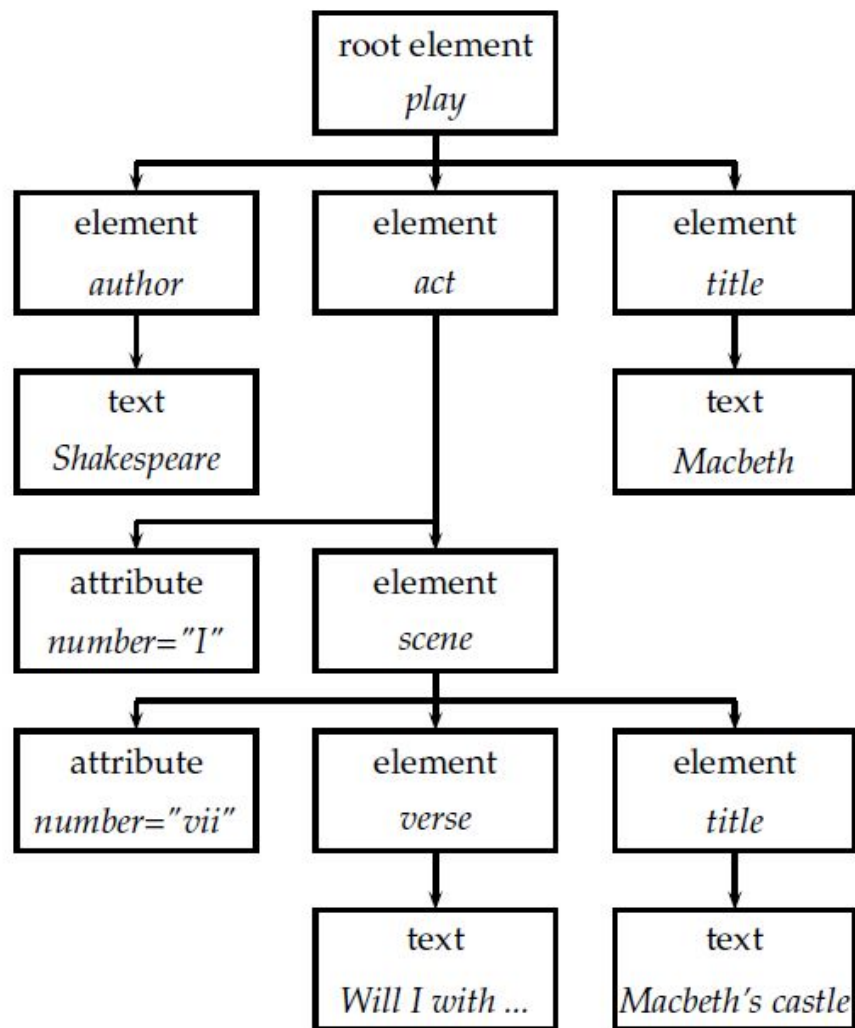 root element
play
element
author
element
act
element
title
text
Shakespeare
text
Macbeth
attribute
number="I"
element
scene
attribute
number="vii"
element
verse
element
title
text
Will I with ...
text
Macbeth's castle